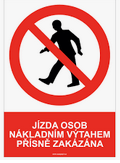 JÍZDA OSOB
NÁKLADNÍM VÝTAHEM
PŘÍSNĚ ZAKÁZÁNA